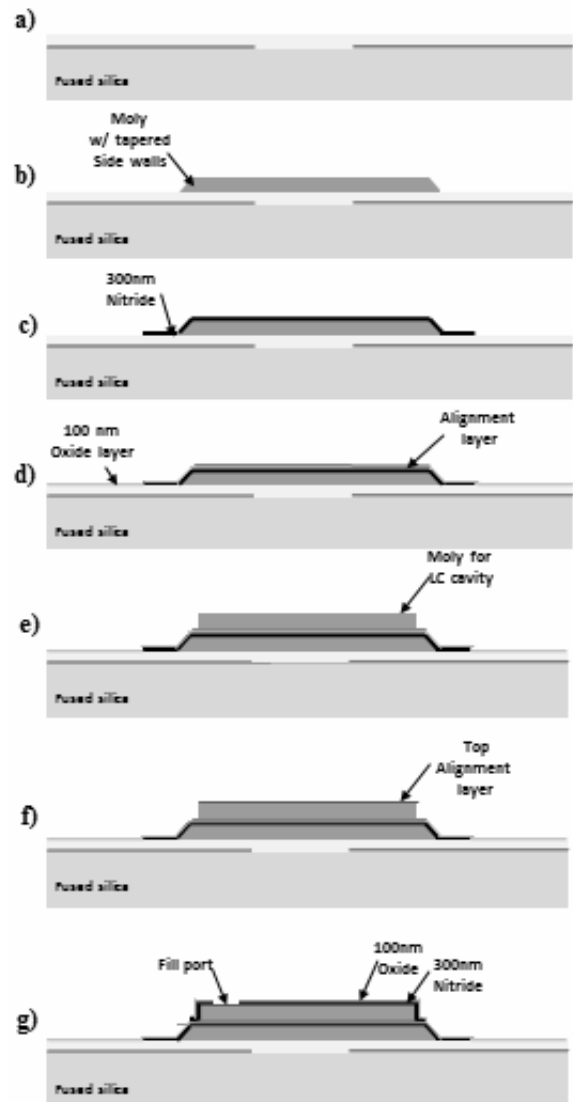 a)
Fused silica
Moly
w/ tapered
Side walls
b)
Fused silica
300nm
Nitride
c)
Fused silica
100 nm
Oxide layer
Alignment
layer
d)
Fused silica
Moly for
LC cavity
e)
Fused silica
Top
Alignment
layer
f)
Fused silica
Fill port
100nm
Oxide
300nm
Nitride
g)
Fused silica